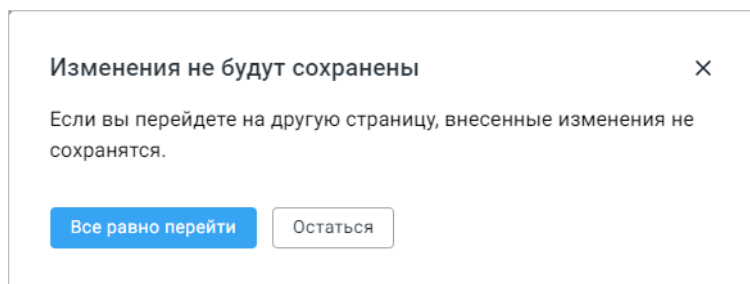 Изменения не будут сохранены
Если вы перейдете на другую страницу, внесенные изменения не
сохранятся.
Все равно перейти
Остаться